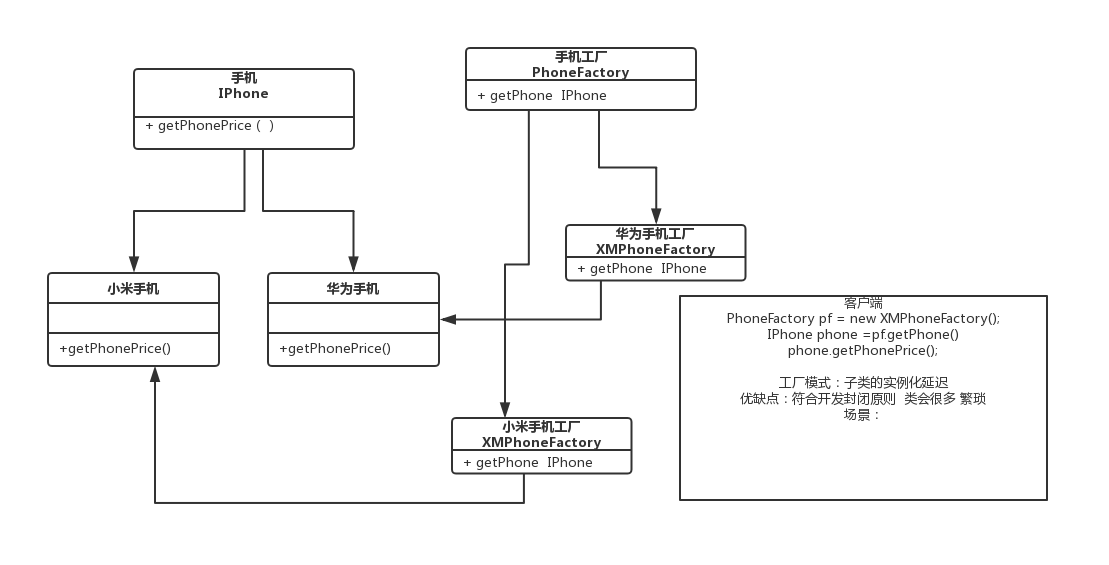 手机
IPhone
+ getPhonePrice (  )
手机工厂
PhoneFactory
+ getPhone  IPhone
华为手机工厂
XMPhoneFactory
+ getPhone  IPhone
小米手机
+getPhonePrice()
华为手机
+getPhonePrice()
小米手机工厂
XMPhoneFactory
+ getPhone  IPhone
客户端
PhoneFactory pf = new XMPhoneFactory();
IPhone phone =pf.getPhone()
phone.getPhonePrice();
工厂模式：子类的实例化延迟
优缺点：符合开发封闭原则  类会很多 繁琐
场景：